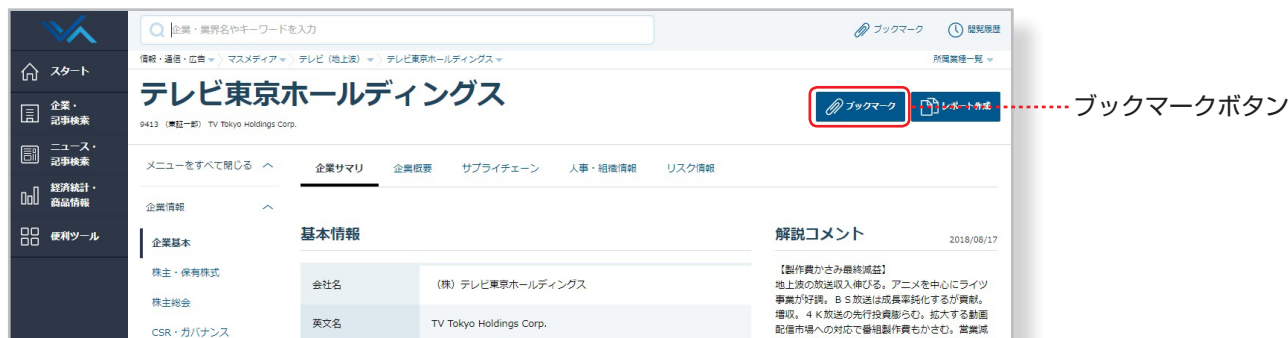 企業・業界名やキーワードを入力
ブックマーク
閲覧履歴
情報・通信・広告 〉 マスメディア 〉 テレビ（地上波） 〉 テレビ東京ホールディングス
所属業種一覧
テレビ東京ホールディングス
9413 （東証一部） TV Tokyo Holdings Corp.
ブックマーク
レポート作成
ブックマークボタン
スタート
企業・
記事検索
ニュース・
記事検索
経済統計・
商品情報
便利ツール
メニューをすべて閉じる
企業サマリ
企業概要
サプライチェーン
人事・組織情報
リスク情報
企業情報
企業基本
株主・保有株式
株主総会
CSR・ガバナンス
基本情報
会社名
（株）テレビ東京ホールディングス
英文名
TV Tokyo Holdings Corp.
解説コメント
2018/08/17
【製作費かさみ最終減益】
地上波の放送収入伸びる。アニメを中心にライツ
事業が好調。ＢＳ放送は成長率鈍化するが貢献。
増収。４Ｋ放送の先行投資膨らむ。拡大する動画
配信市場への対応で番組製作費もかさむ。営業減